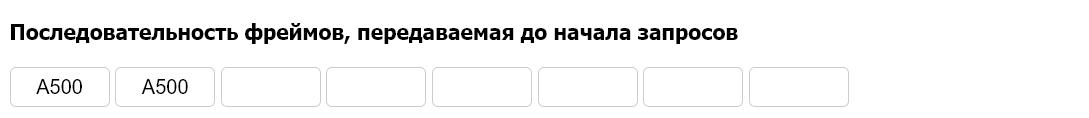 Последовательность фреймов, передаваемая до начала запросов
A500 A500